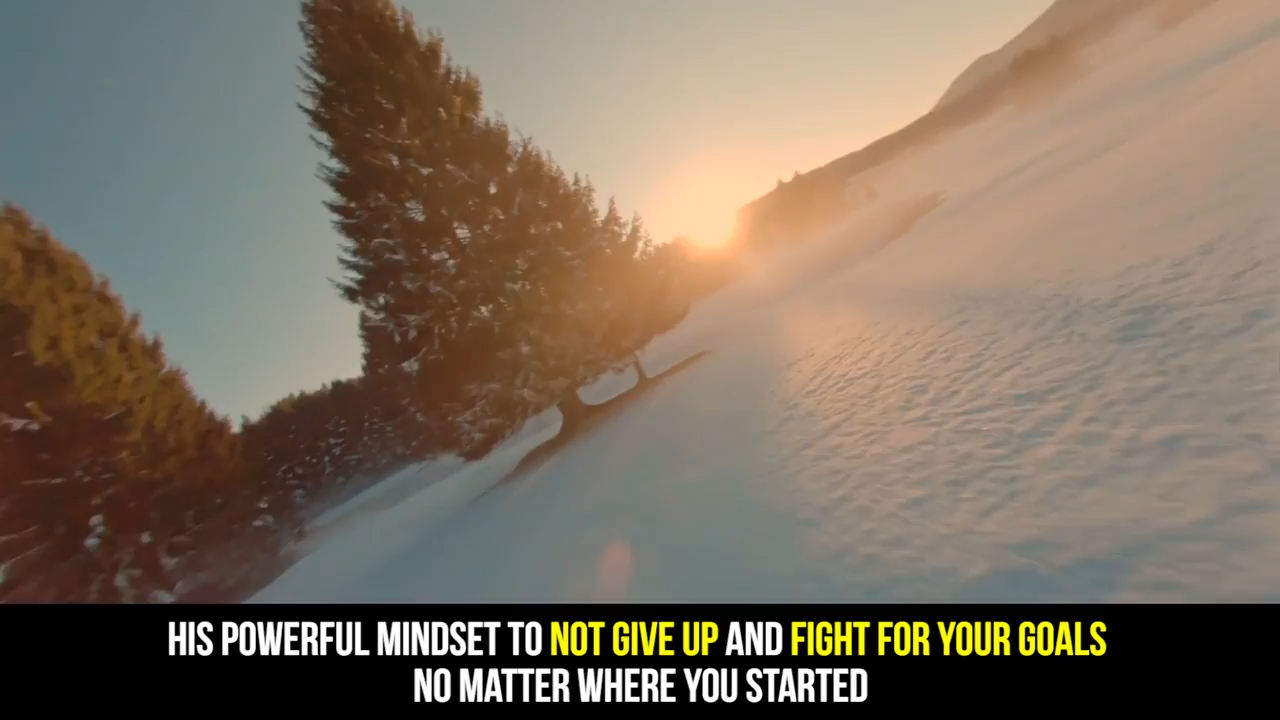 HIS POWERFUL MINDSET TO NOT GIVE UP AND FIGHT FOR YOUR GOALS
NO MATTER WHERE YOU STARTED